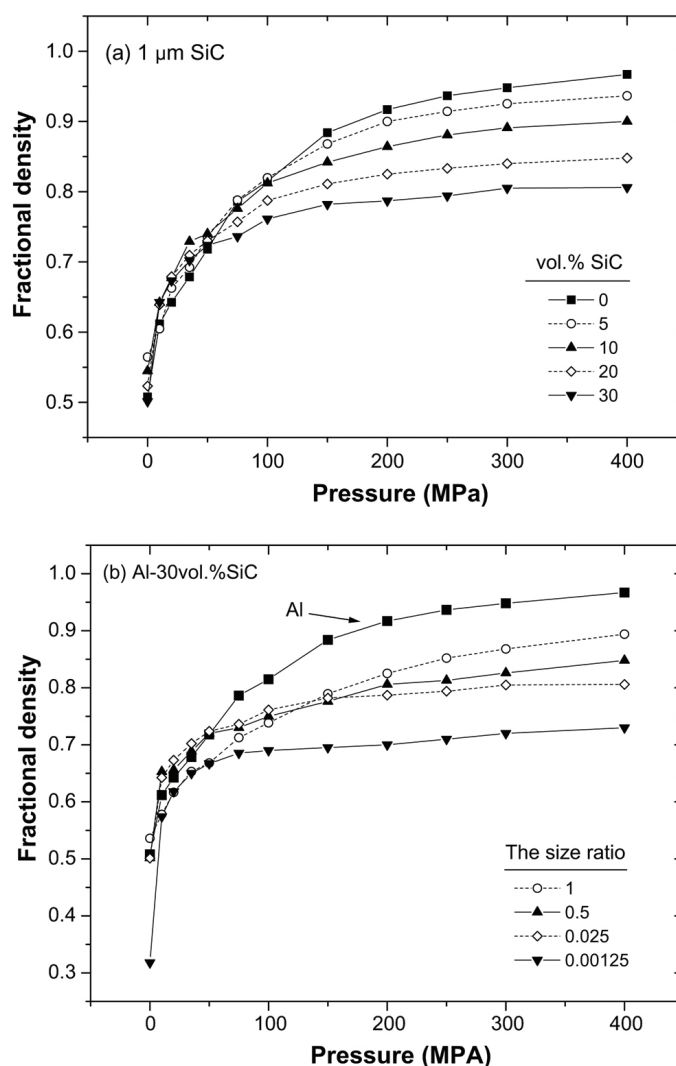 (a) 1 µm SiC
1.0
0.9
0.8
0.7
0.6
0.5
Fractional density
vol.% SiC
0
5
10
20
30
0 100 200 300 400
Pressure (MPa)
(b) Al-30vol.%SiC
Al
1.0
0.9
0.8
0.7
0.6
0.5
0.4
0.3
Fractional density
The size ratio
1
0.5
0.025
0.00125
0 100 200 300 400
Pressure (MPA)